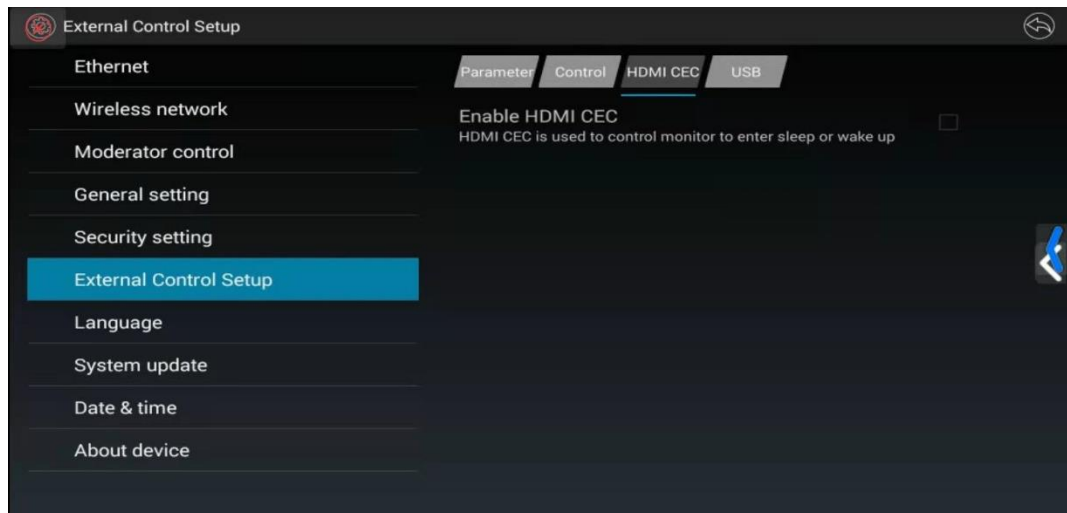 External Control Setup
Ethernet
Wireless network
Moderator control
General setting
Security setting
External Control Setup
Language
System update
Date & time
About device
Parameter Control HDMI CEC USB
Enable HDMI CEC
HDMI CEC is used to control monitor to enter sleep or wake up